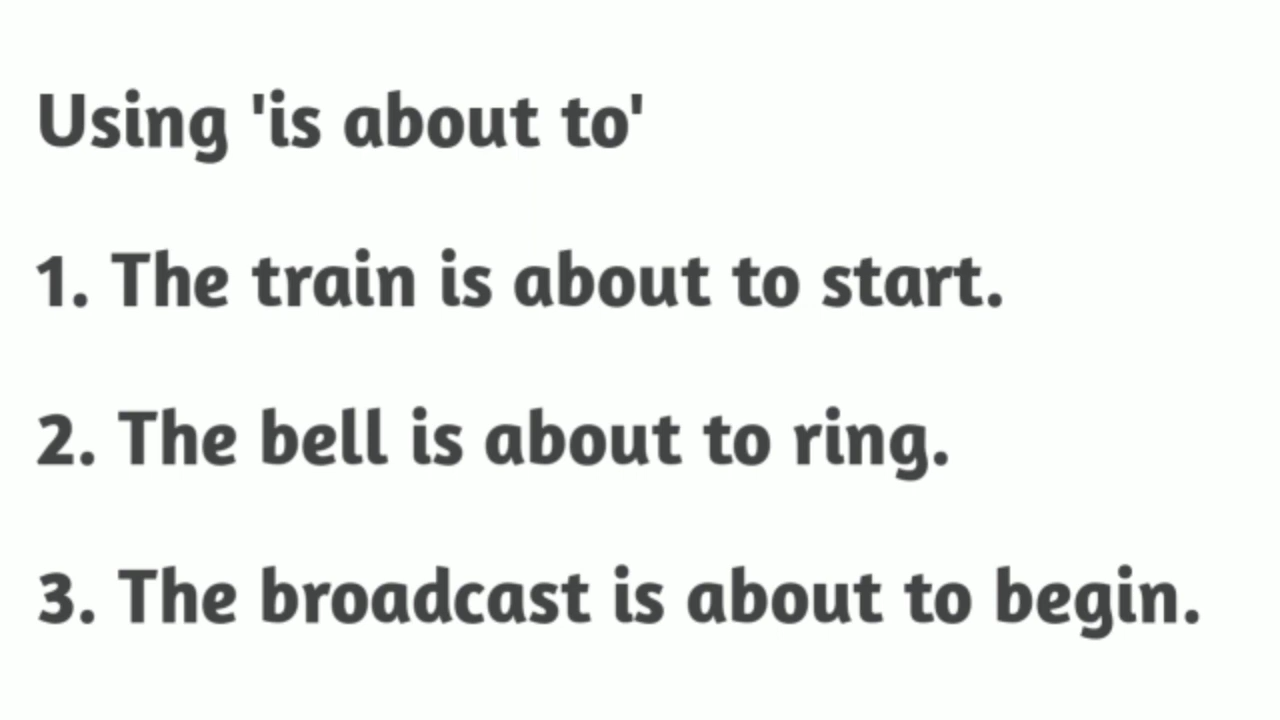 Using 'is about to'
1. The train is about to start.
2. The bell is about to ring.
3. The broadcast is about to begin.